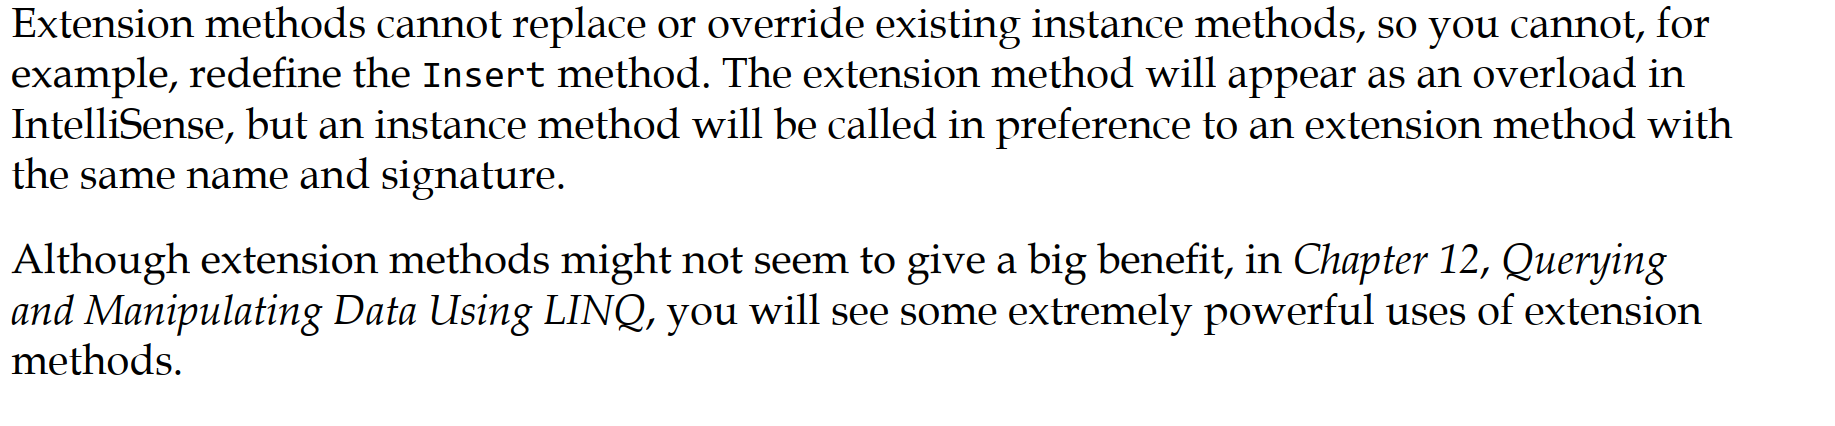 Extension methods cannot replace or override existing instance methods, so you cannot, for
example, redefine the Insert method. The extension method will appear as an overload in
IntelliSense, but an instance method will be called in preference to an extension method with
the same name and signature.
Although extension methods might not seem to give a big benefit, in Chapter 12, Querying
and Manipulating Data Using LINQ, you will see some extremely powerful uses of extension
methods.